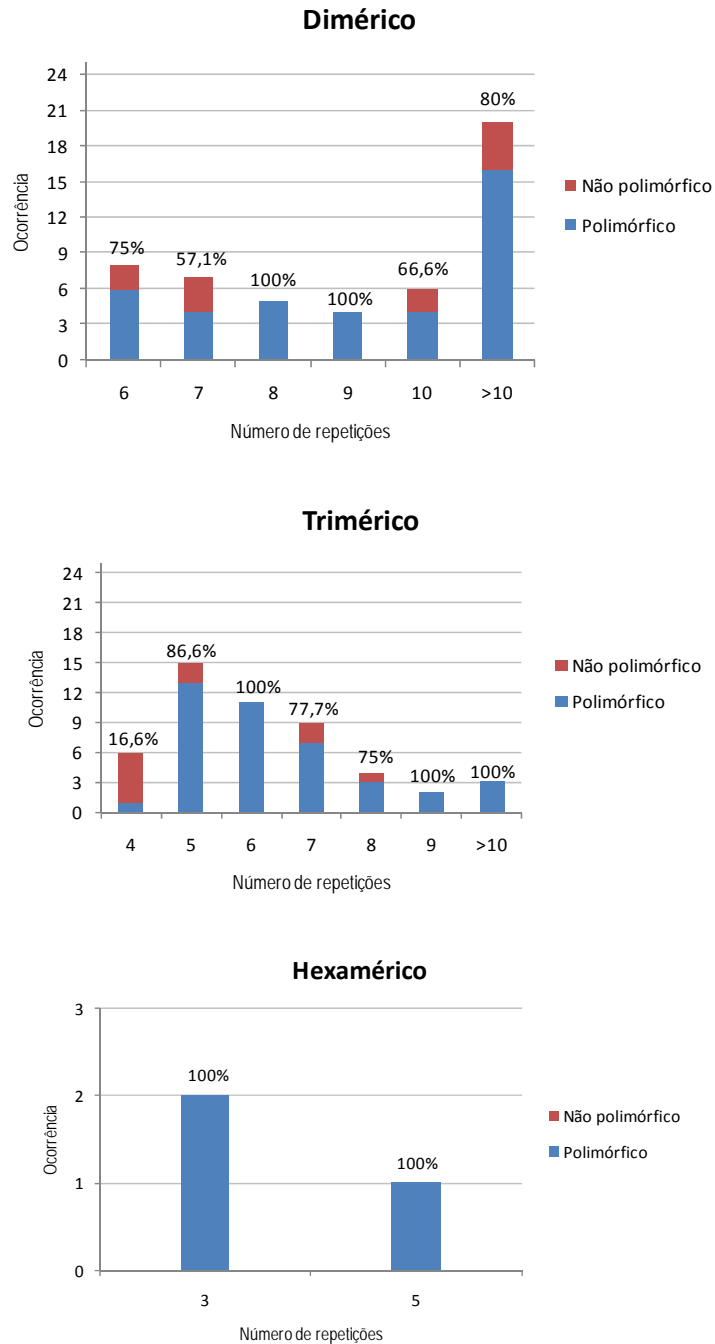 Dimérico
24
21
18
15
12
9
6
3
0
Ocorrência
75%
57,1%
100%
100%
66,6%
80%
6 7 8 9 10 >10
Número de repetições
Não polimórfico
Polimórfico
Trimérico
24
21
18
15
12
9
6
3
0
Ocorrência
16,6%
86,6%
100%
77,7%
75%
100%
100%
4 5 6 7 8 9 >10
Número de repetições
Não polimórfico
Polimórfico
Hexamérico
3
2
1
0
Ocorrência
100%
100%
3 5
Número de repetições
Não polimórfico
Polimórfico